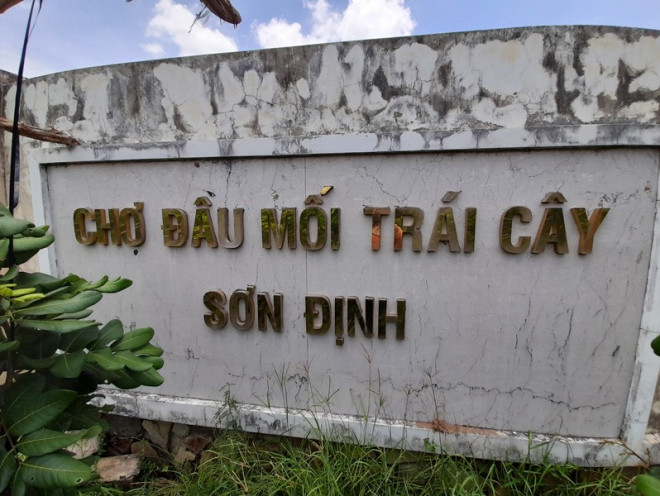 CHỢ ĐẦU MỐI TRÁI CÂY
SƠN ĐỊNH